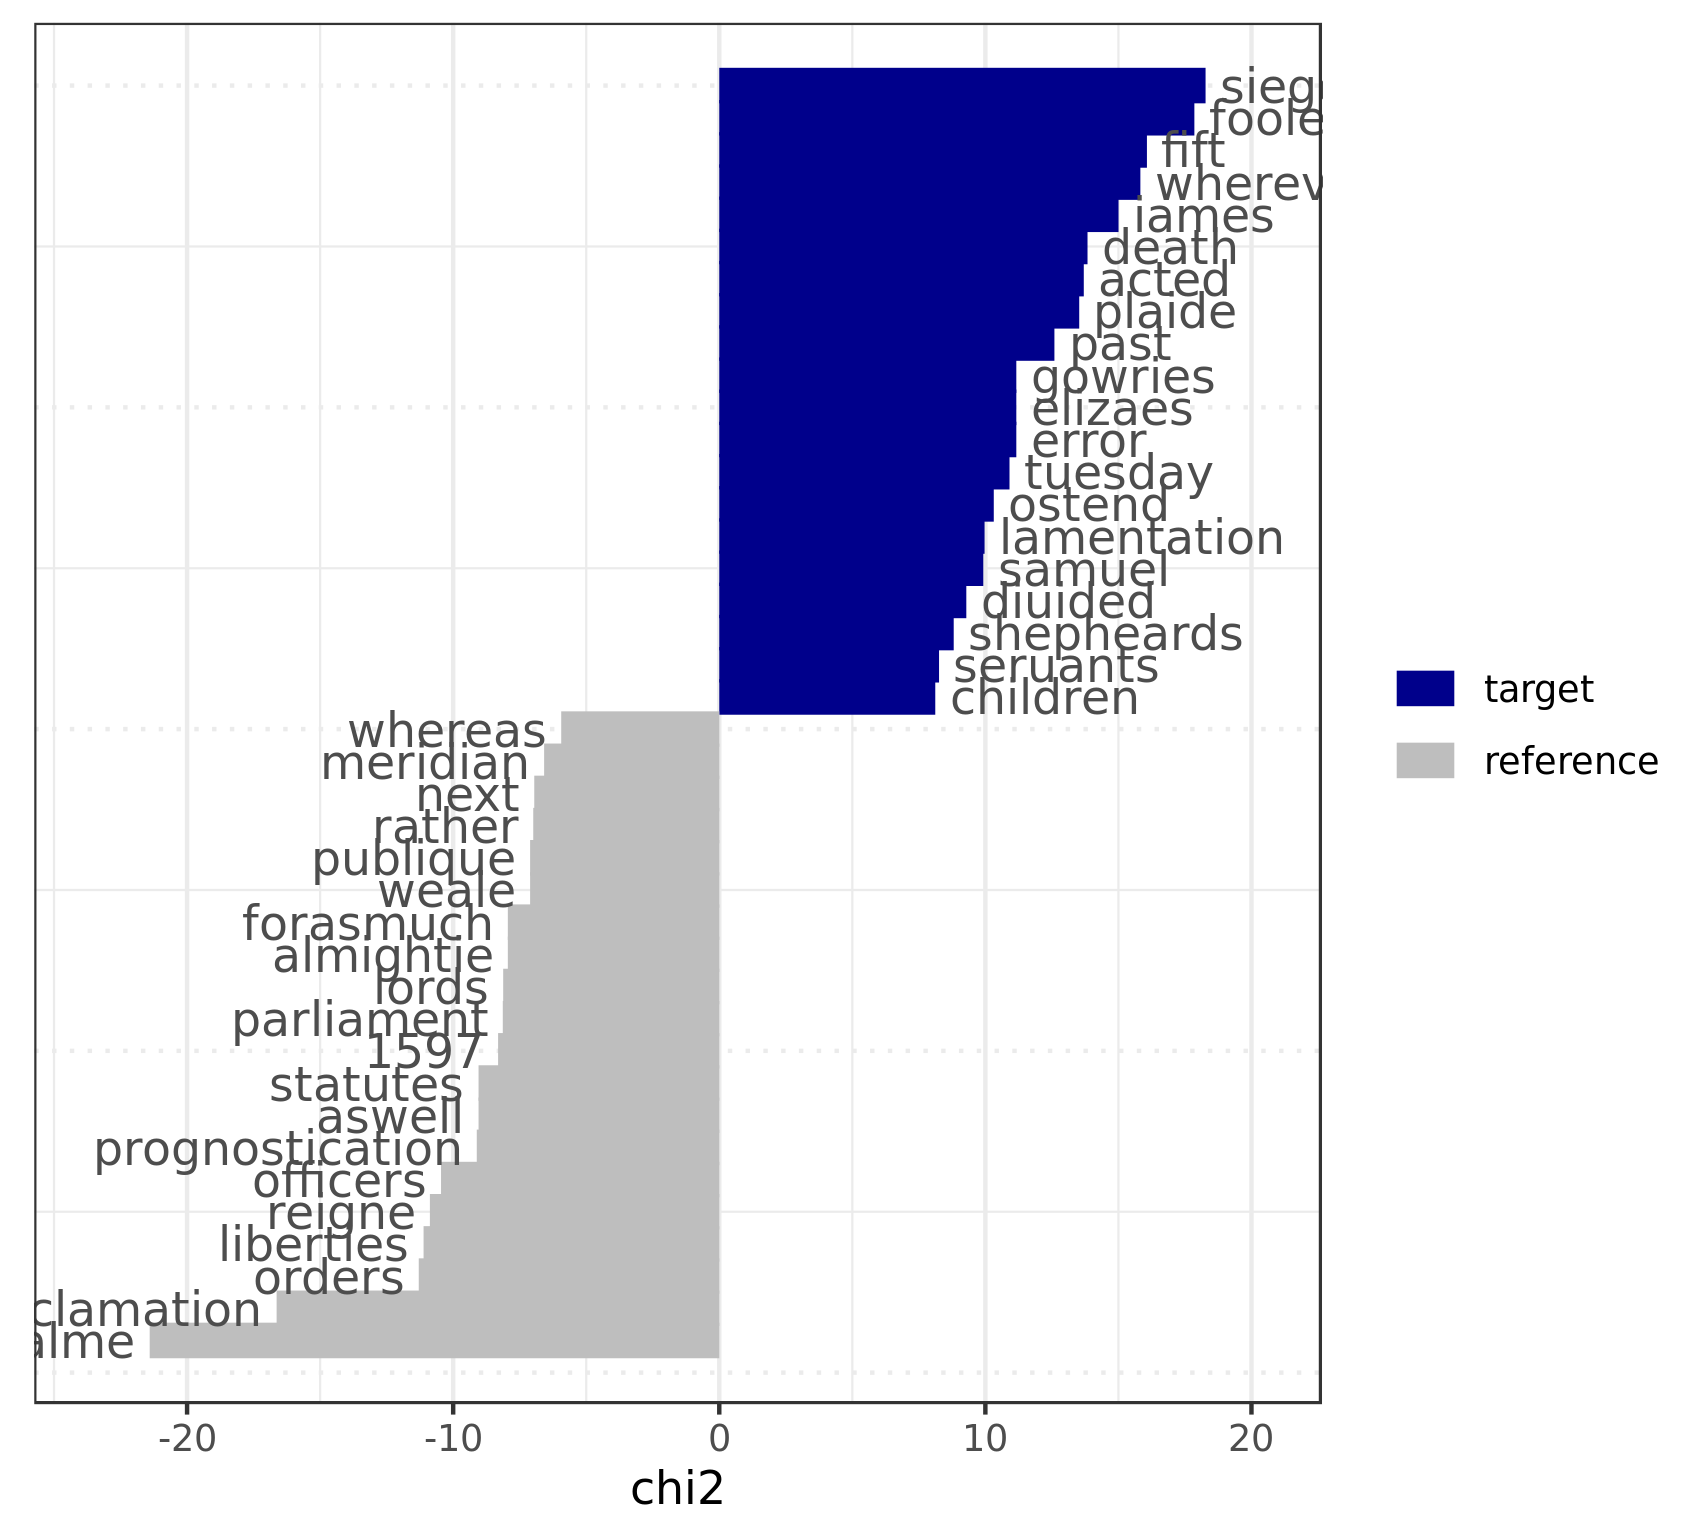 sieg
foole
fift
wherev
iames
death
acted
plaide
past
gowries
elizaes
error
tuesday
ostend
lamentation
samuel
diuided
shepheards
seruants
children
whereas
meridian
next
rather
publique
weale
forasmuch
almightie
lords
parliament
1597
statutes
aswell
prognostication
officers
reigne
liberties
orders
clamation
alme
target
reference
-20 -10 0 10 20
chi2